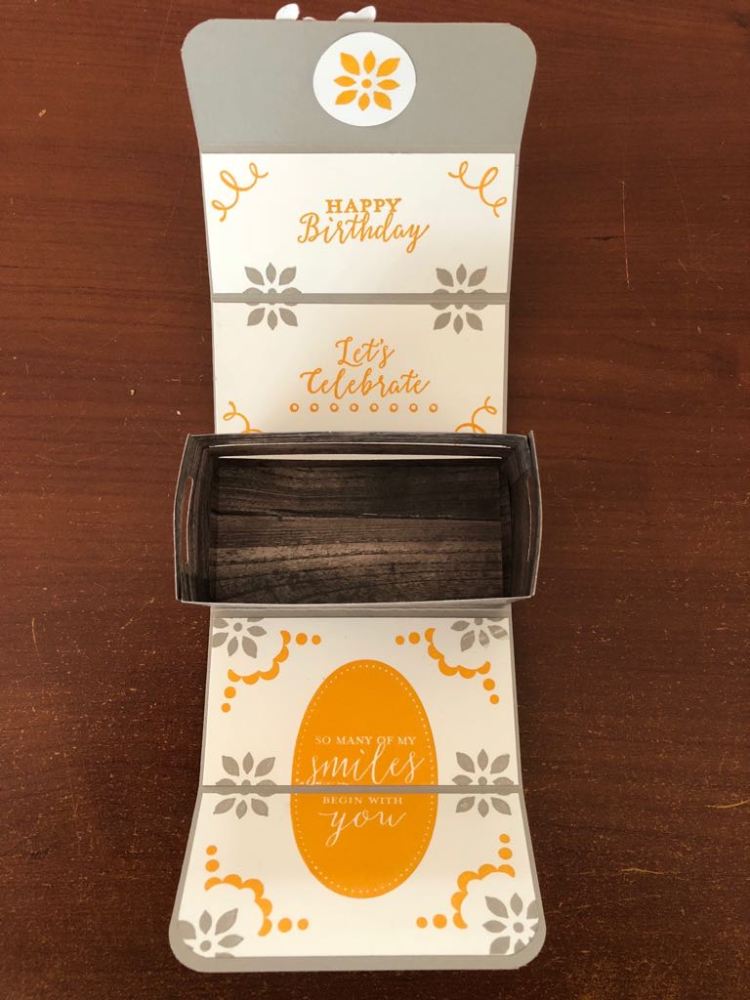 HAPPY
Birthday
Let's
Celebrate
SO MANY OF MY
smiles
BEGIN WITH
you